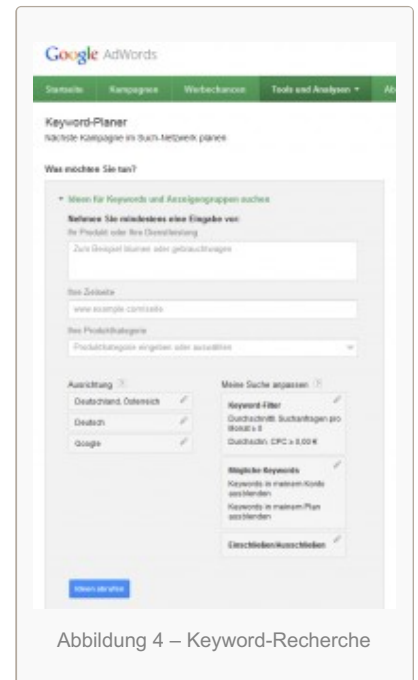 Google AdWords
Startseite Kampagnen Werbechancen Tools und Analysen Ab
Keyword-Planer
Nächste Kampagne im Such-Netzwerk planen
Was möchten Sie tun?
Ideen für Keywords und Anzeigengruppen suchen
Nehmen Sie mindestens eine Eingabe vor:
Ihr Produkt oder Ihre Dienstleistung
Zum Beispiel blumen oder gebrauchtwagen
Ihre Zielseite
www.example.com/seite
Ihre Produktkategorie
Produktkategorie eingeben oder auswählen
Ausrichtung ?
Meine Suche anpassen ?
Deutschland, Österreich
Deutsch
Google
Keyword-Filter
Durchschnittl. Suchanfragen pro
Monat ≥ 0
Durchschn. CPC ≥ 0,00 €
Mögliche Keywords
Keywords in meinem Konto
ausblenden
Keywords in meinem Plan
ausblenden
Einschließen/Ausschließen
Ideen abrufen
Abbildung 4 – Keyword-Recherche